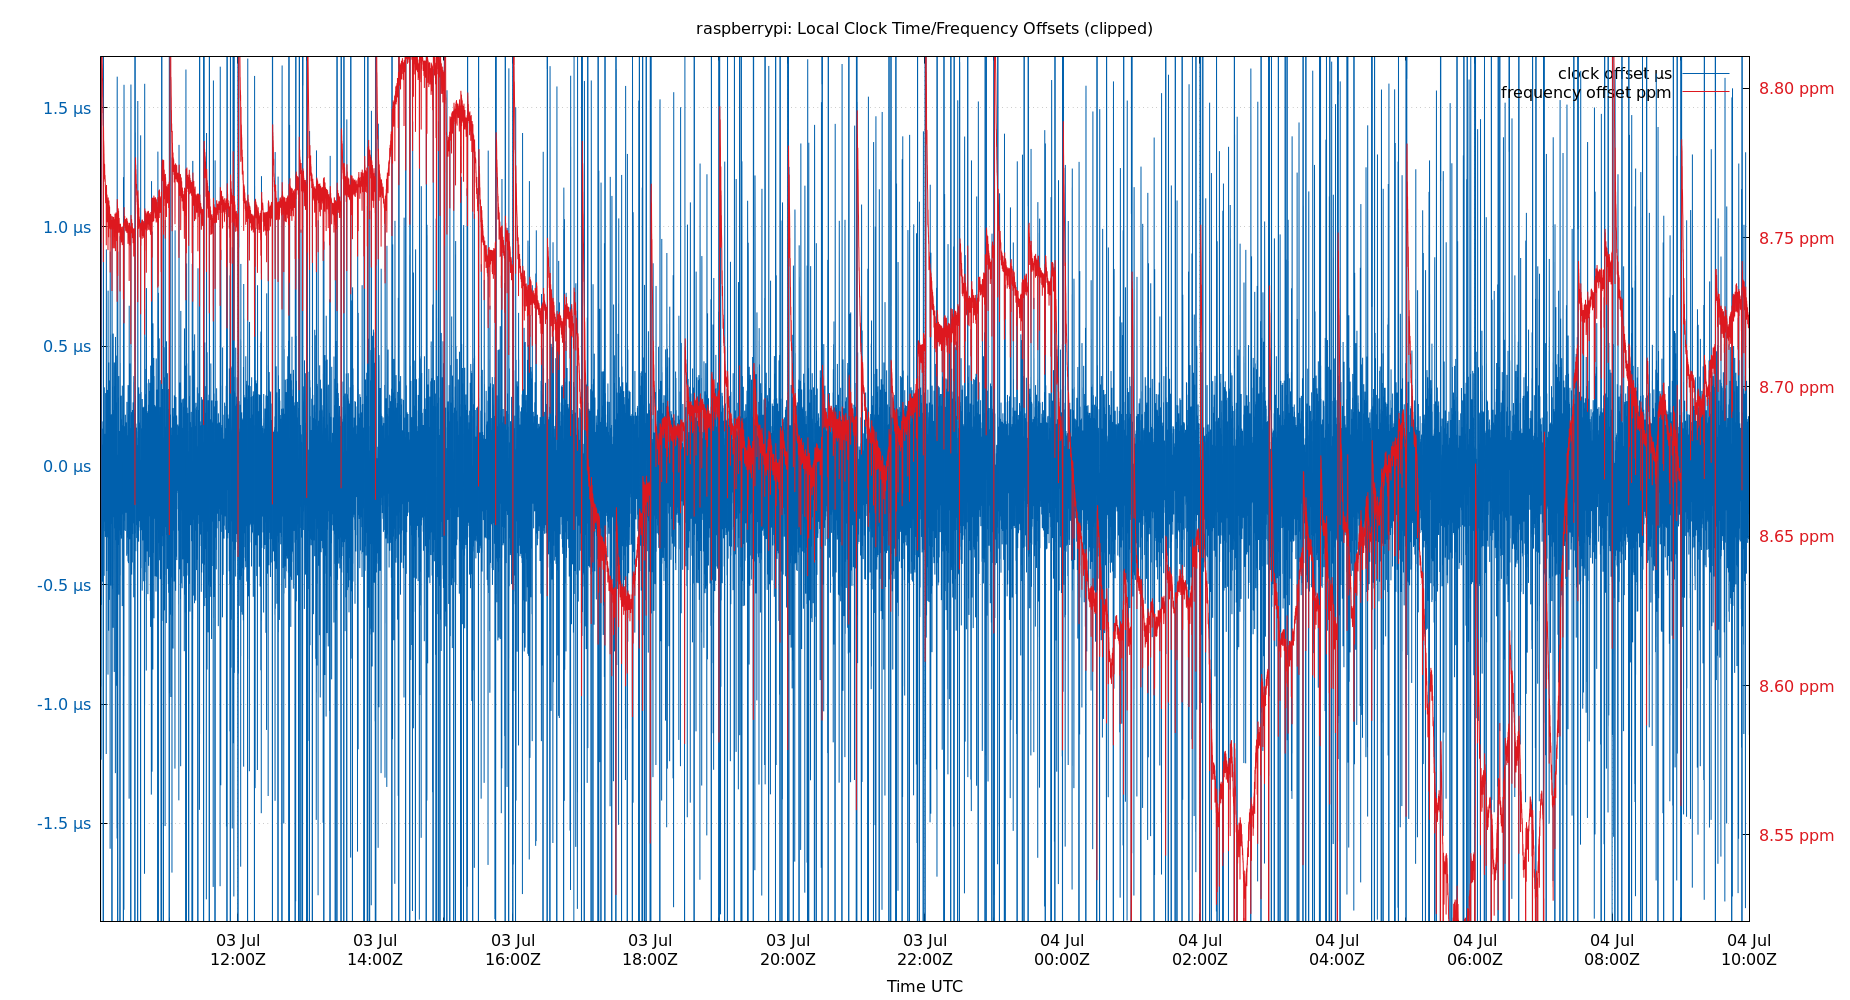 raspberrypi: Local Clock Time/Frequency Offsets (clipped)
clock offset µs
frequency offset ppm
1.5 µs
1.0 µs
0.5 µs
0.0 µs
-0.5 µs
-1.0 µs
-1.5 µs
8.80 ppm
8.75 ppm
8.70 ppm
8.65 ppm
8.60 ppm
8.55 ppm
03 Jul 03 Jul 03 Jul 03 Jul 03 Jul 03 Jul 04 Jul 04 Jul 04 Jul 04 Jul 04 Jul 04 Jul
12:00Z 14:00Z 16:00Z 18:00Z 20:00Z 22:00Z 00:00Z 02:00Z 04:00Z 06:00Z 08:00Z 10:00Z
Time UTC